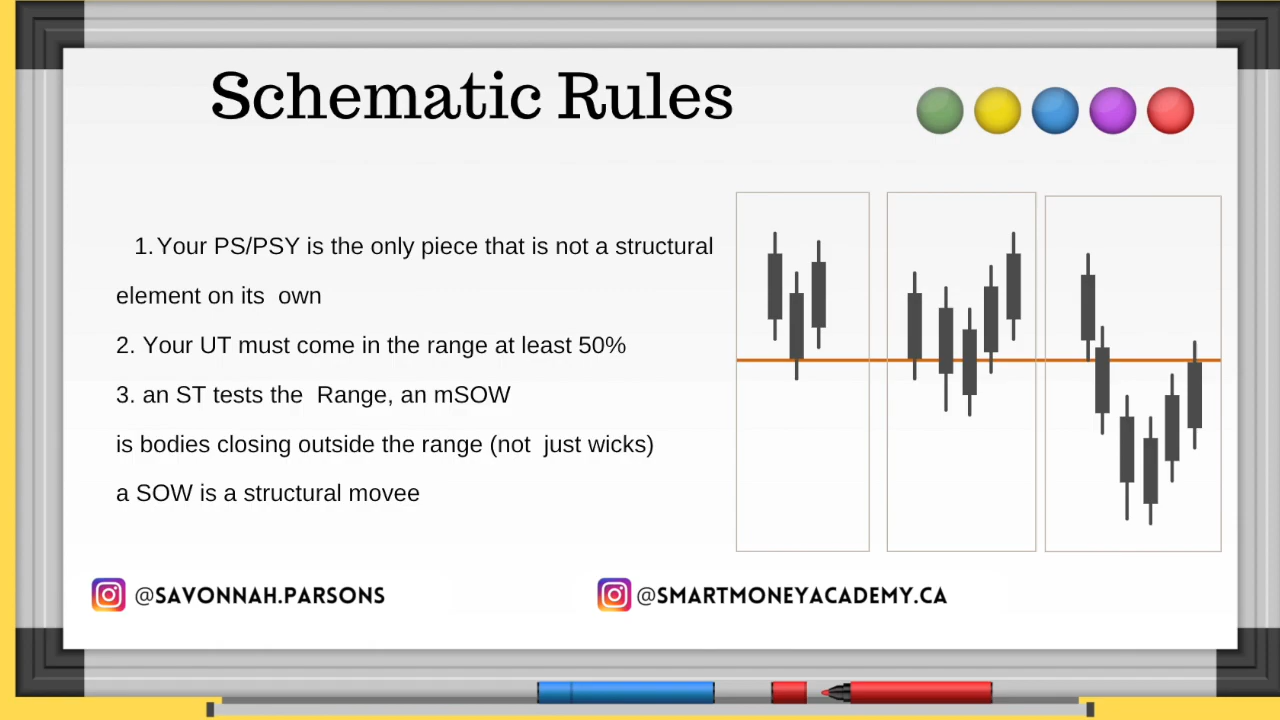 Schematic Rules
1. Your PS/PSY is the only piece that is not a structural
element on its own
2. Your UT must come in the range at least 50%
3. an ST tests the Range, an mSOW
is bodies closing outside the range (not just wicks)
a SOW is a structural movee
@SAVONNAH.PARSONS
@SMARTMONEYACADEMY.CA